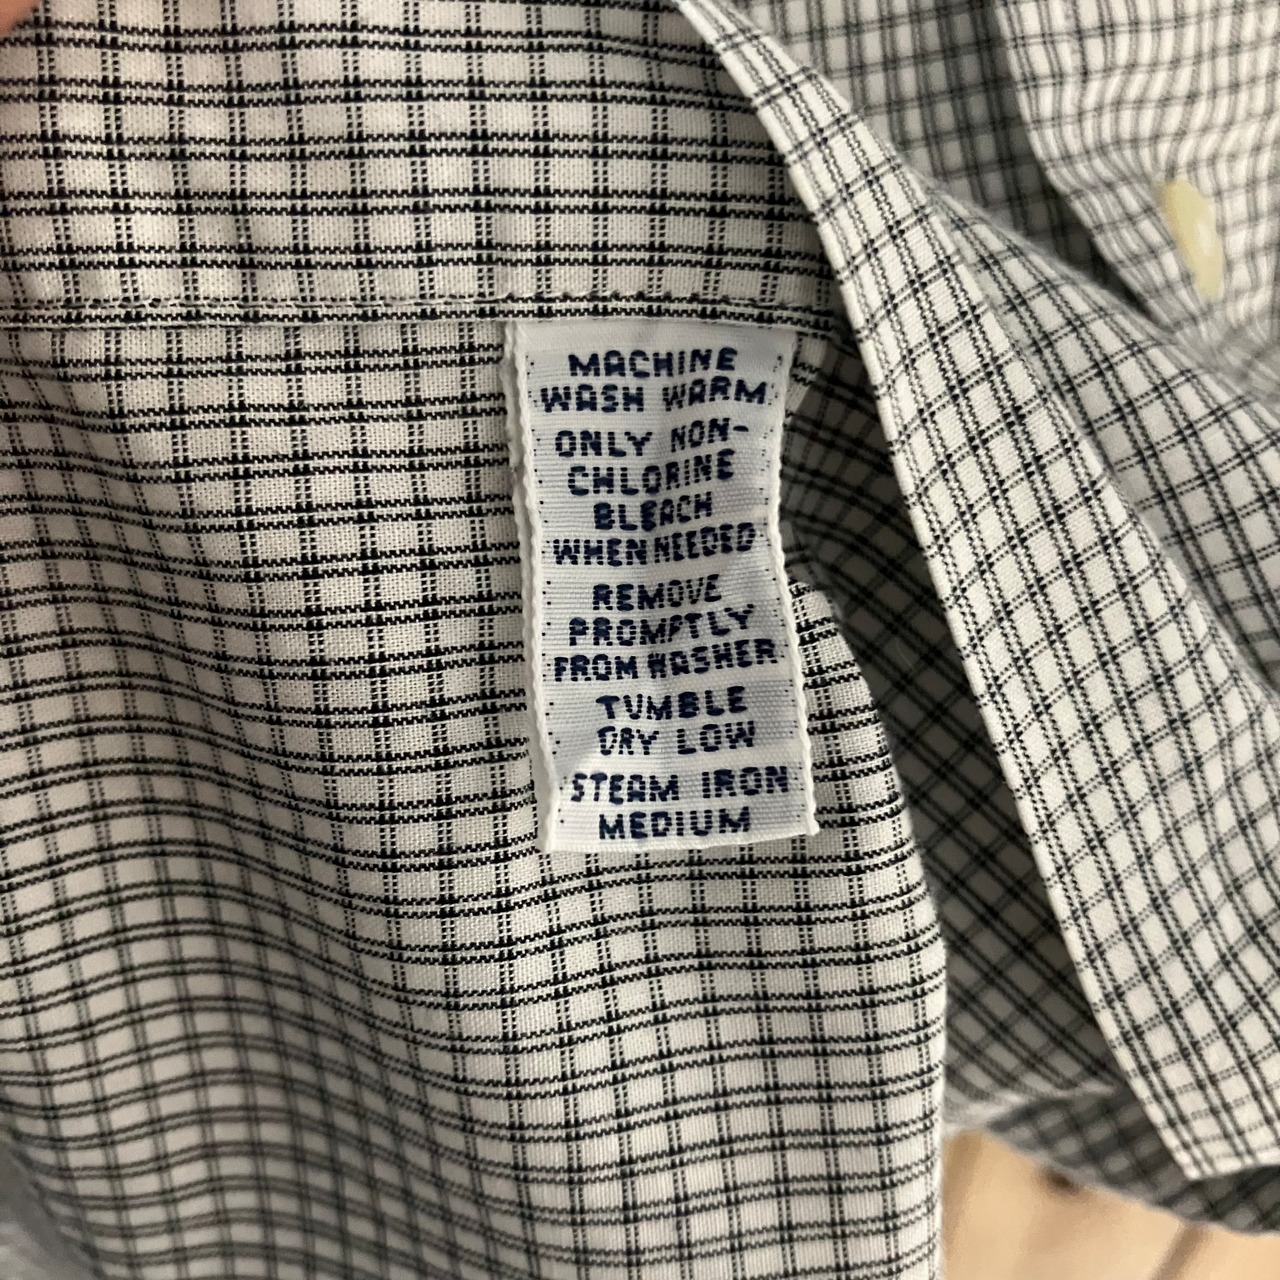 MACHINE
WASH WARM
ONLY NON-
CHLORINE
BLEACH
WHEN NEEDED
REMOVE
PROMPTLY
FROM WASHER
TUMBLE
DRY LOW
STEAM IRON
MEDIUM